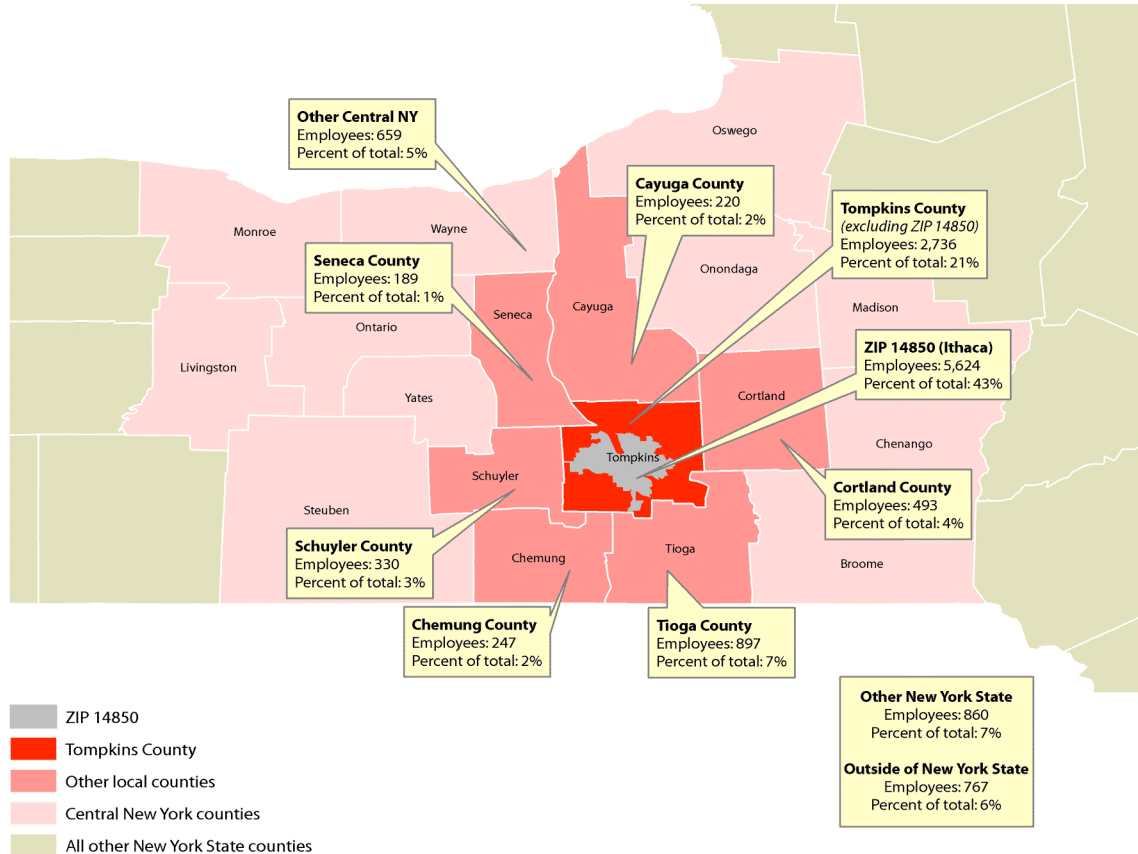 Other Central NY
Employees: 659
Percent of total: 5%
Oswego
Cayuga County
Employees: 220
Percent of total: 2%
Tompkins County
(excluding ZIP 14850)
Employees: 2,736
Percent of total: 21%
Monroe
Wayne
Seneca County
Employees: 189
Percent of total: 1%
Onondaga
Seneca
Cayuga
Madison
Ontario
ZIP 14850 (Ithaca)
Employees: 5,624
Percent of total: 43%
Livingston
Yates
Cortland
Chenango
Tompkins
Schuyler
Cortland County
Employees: 493
Percent of total: 4%
Steuben
Schuyler County
Employees: 330
Percent of total: 3%
Chemung
Tioga
Broome
Chemung County
Employees: 247
Percent of total: 2%
Tioga County
Employees: 897
Percent of total: 7%
Other New York State
Employees: 860
Percent of total: 7%
Outside of New York State
Employees: 767
Percent of total: 6%
ZIP 14850
Tompkins County
Other local counties
Central New York counties
All other New York State counties